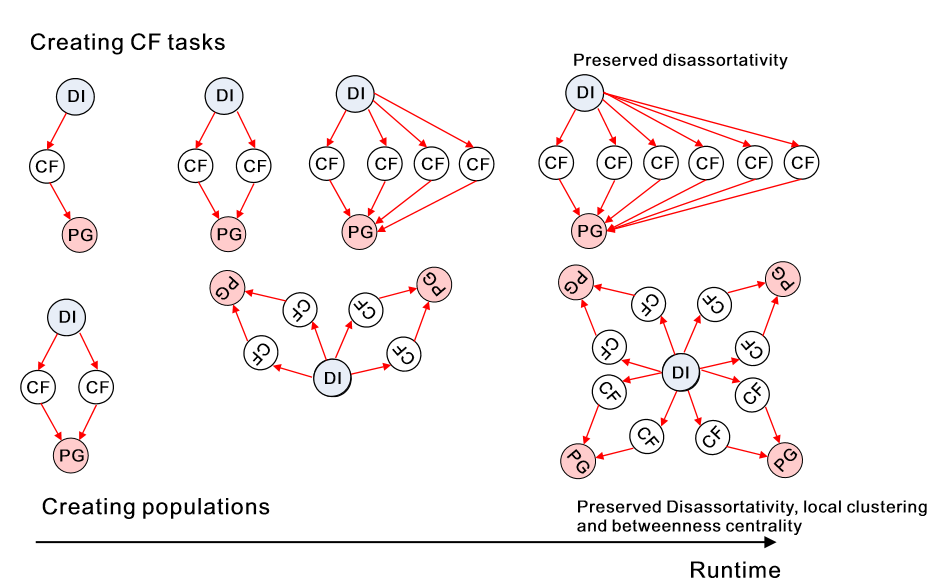 Creating CF tasks
Preserved disassortativity
DI
DI
DI
DI
CF
CF
CF
CF
CF
CF
CF
CF
CF
CF
CF
CF
CF
PG
PG
PG
PG
DI
CF
CF
PG
PG
PG
CF
CF
CF
CF
DI
PG
PG
CF
CF
CF
CF
DI
CF
CF
CF
CF
PG
PG
Creating populations
Preserved Disassortativity, local clustering
and betweenness centrality
Runtime